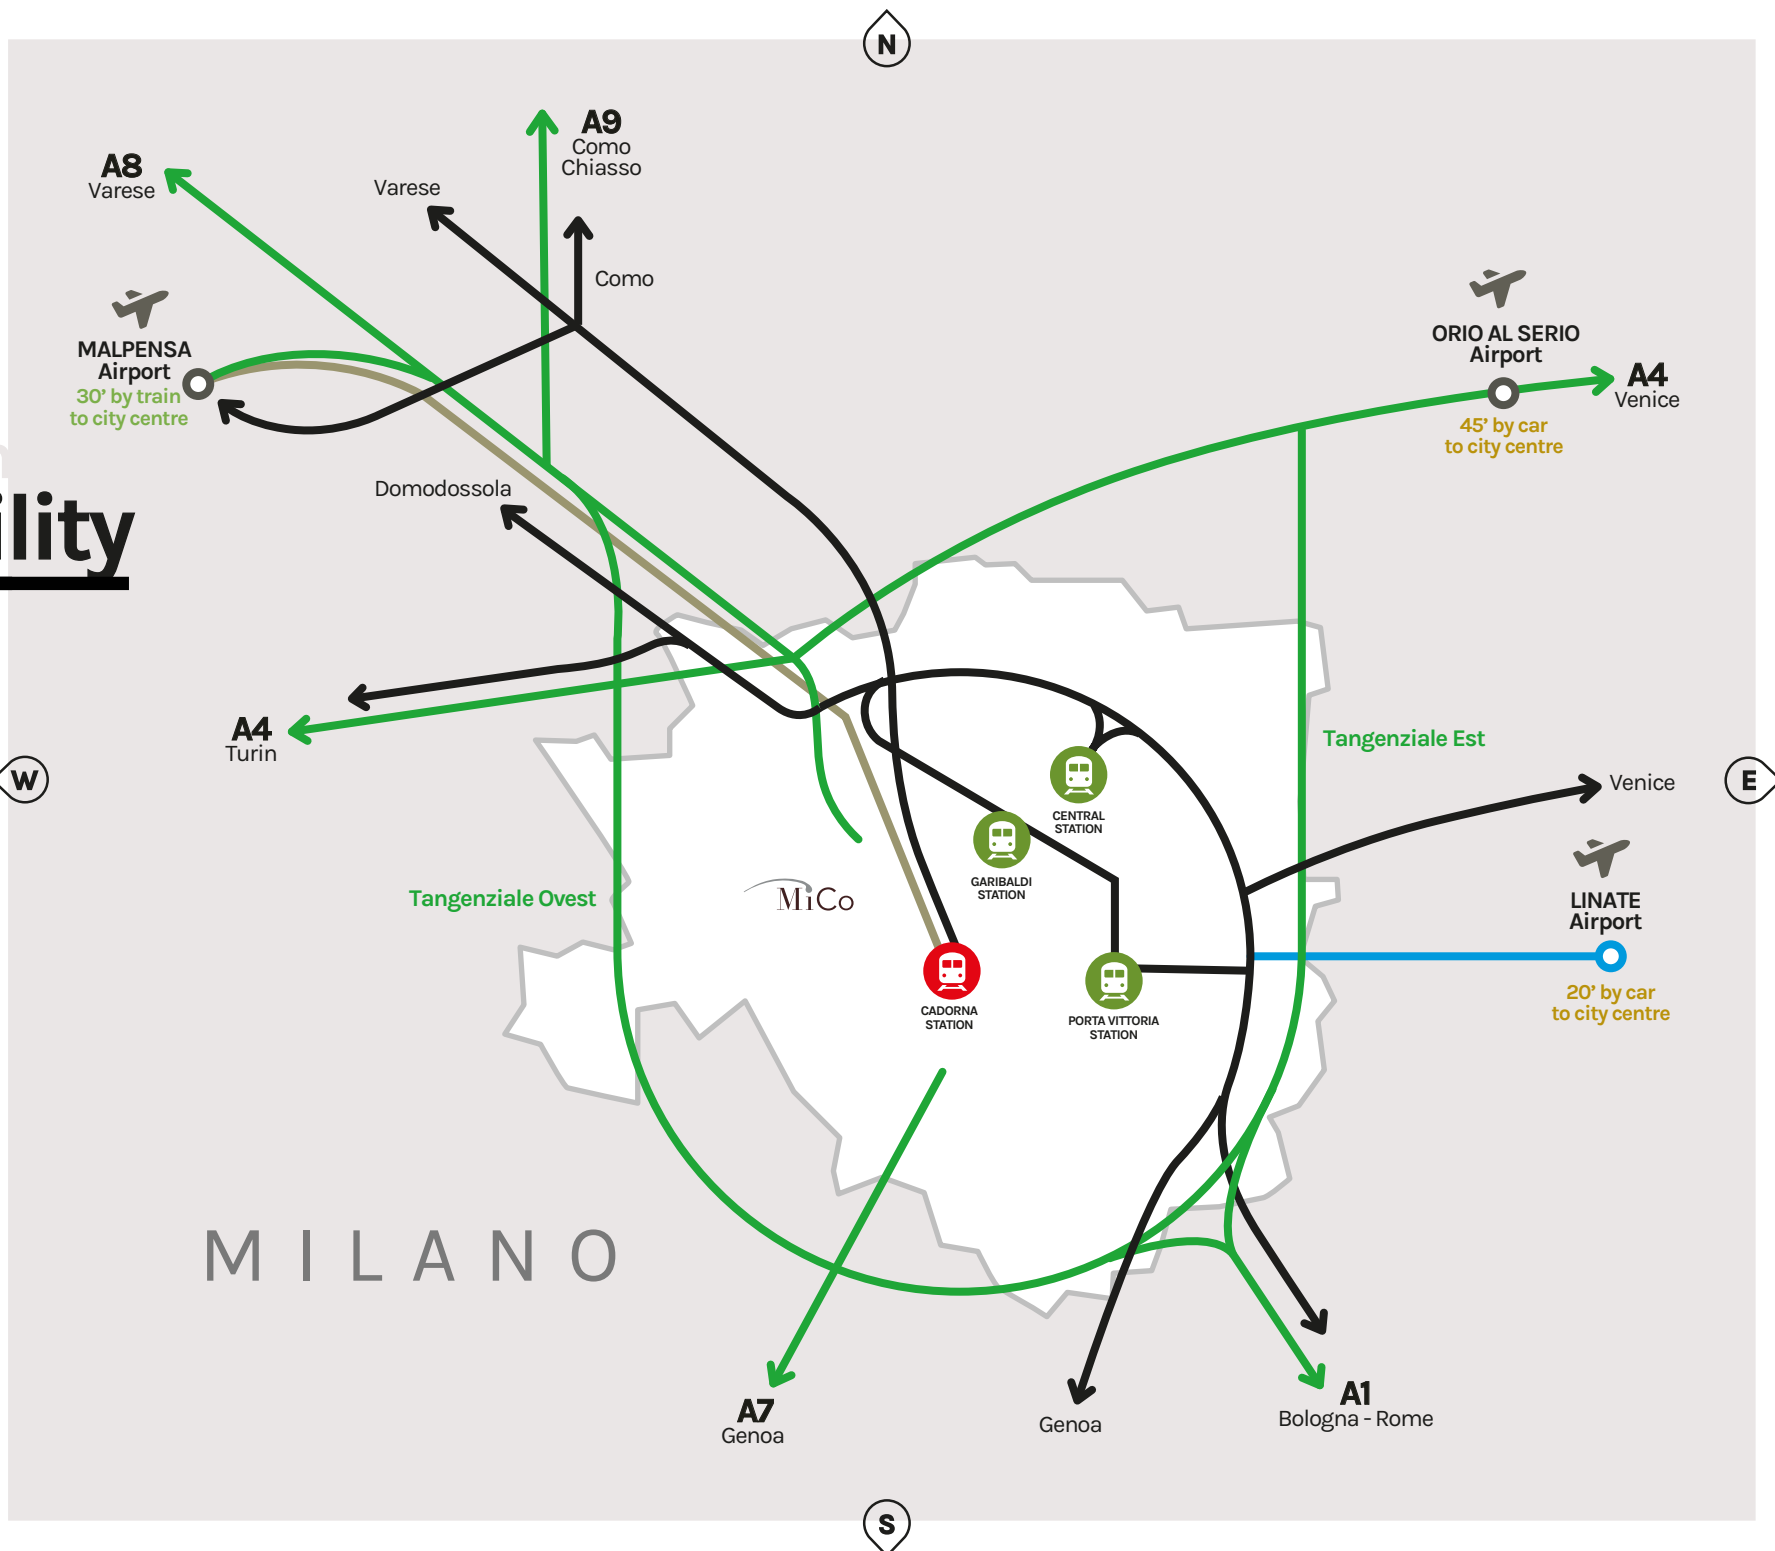 N
A9
Como
Chiasso
A8
Varese
Varese
Como
MALPENSA
Airport
30' by train
to city centre
ORIO AL SERIO
Airport
45' by car
to city centre
A4
Venice
Domodossola
ility
A4
Turin
W
Tangenziale Est
E
Venice
CENTRAL
STATION
GARIBALDI
STATION
Tangenziale Ovest
MiCo
LINATE
Airport
20' by car
to city centre
CADORNA
STATION
PORTA VITTORIA
STATION
MILANO
A7
Genoa
Genoa
A1
Bologna - Rome
S